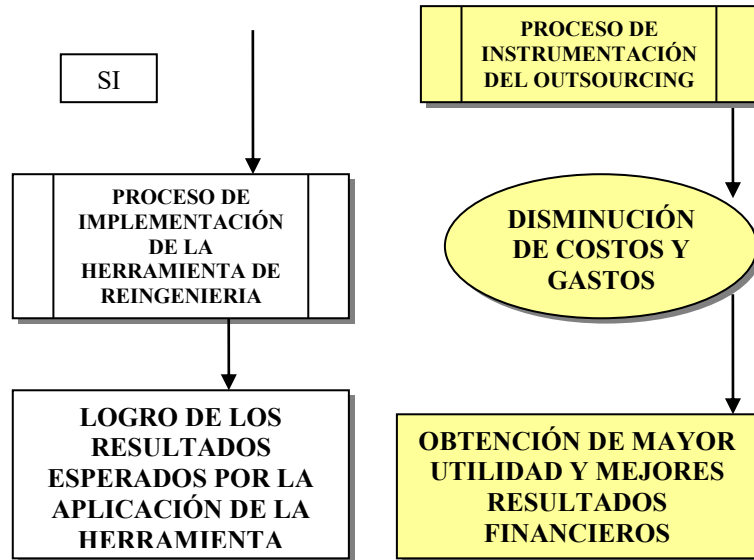 SI
PROCESO DE
IMPLEMENTACIÓN
DE LA
HERRAMIENTA DE
REINGENIERIA
LOGRO DE LOS
RESULTADOS
ESPERADOS POR LA
APLICACIÓN DE LA
HERRAMIENTA
PROCESO DE
INSTRUMENTACIÓN
DEL OUTSOURCING
DISMINUCIÓN
DE COSTOS Y
GASTOS
OBTENCIÓN DE MAYOR
UTILIDAD Y MEJORES
RESULTADOS
FINANCIEROS